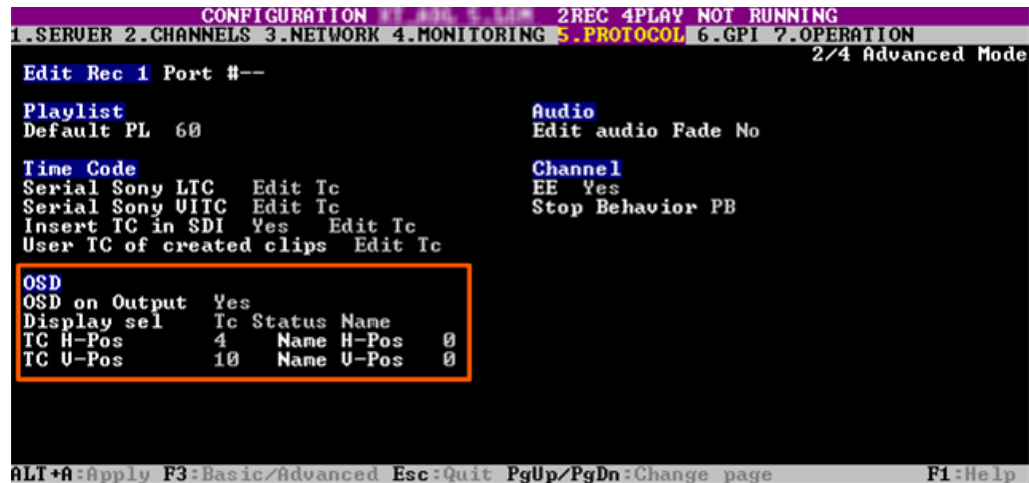 CONFIGURATION 2REC 4PLAY NOT RUNNING
1.SERVER 2.CHANNELS 3.NETWORK 4.MONITORING 5.PROTOCOL 6.GPI 7.OPERATION
2/4 Advanced Mode
Edit Rec 1 Port #--
Playlist
Default PL 60
Audio
Edit audio Fade No
Time Code
Serial Sony LTC Edit Tc
Serial Sony VITC Edit Tc
Insert TC in SDI Yes Edit Tc
User TC of created clips Edit Tc
Channel
EE Yes
Stop Behavior PB
OSD
OSD on Output Yes
Display sel Tc Status Name
TC H-Pos 4 Name H-Pos 0
TC V-Pos 10 Name V-Pos 0
ALT+A:Apply F3:Basic/Advanced Esc:Quit PgUp/PgDn:Change page F1:Help